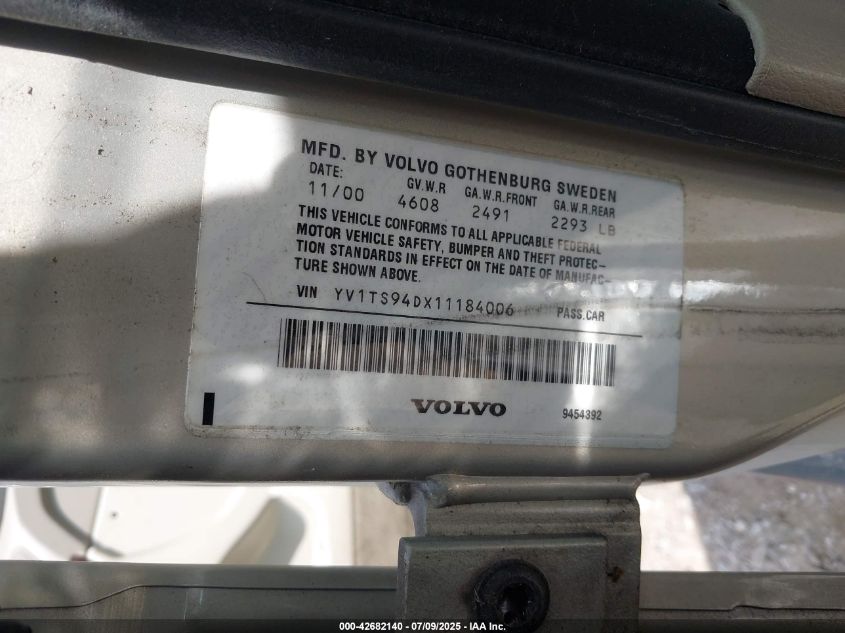 MFD. BY VOLVO GOTHENBURG SWEDEN
DATE: GV.W.R GA.W.R.FRONT GA.W.R.REAR
11/00 4608 2491 2293 LB
THIS VEHICLE CONFORMS TO ALL APPLICABLE FEDERAL
MOTOR VEHICLE SAFETY, BUMPER AND THEFT PROTEC-
TION STANDARDS IN EFFECT ON THE DATE OF MANUFAC-
TURE SHOWN ABOVE.
VIN YV1TS94DX11184006 PASS.CAR
VOLVO 9454392
000-42682140 - 07/09/2025 - IAA Inc.